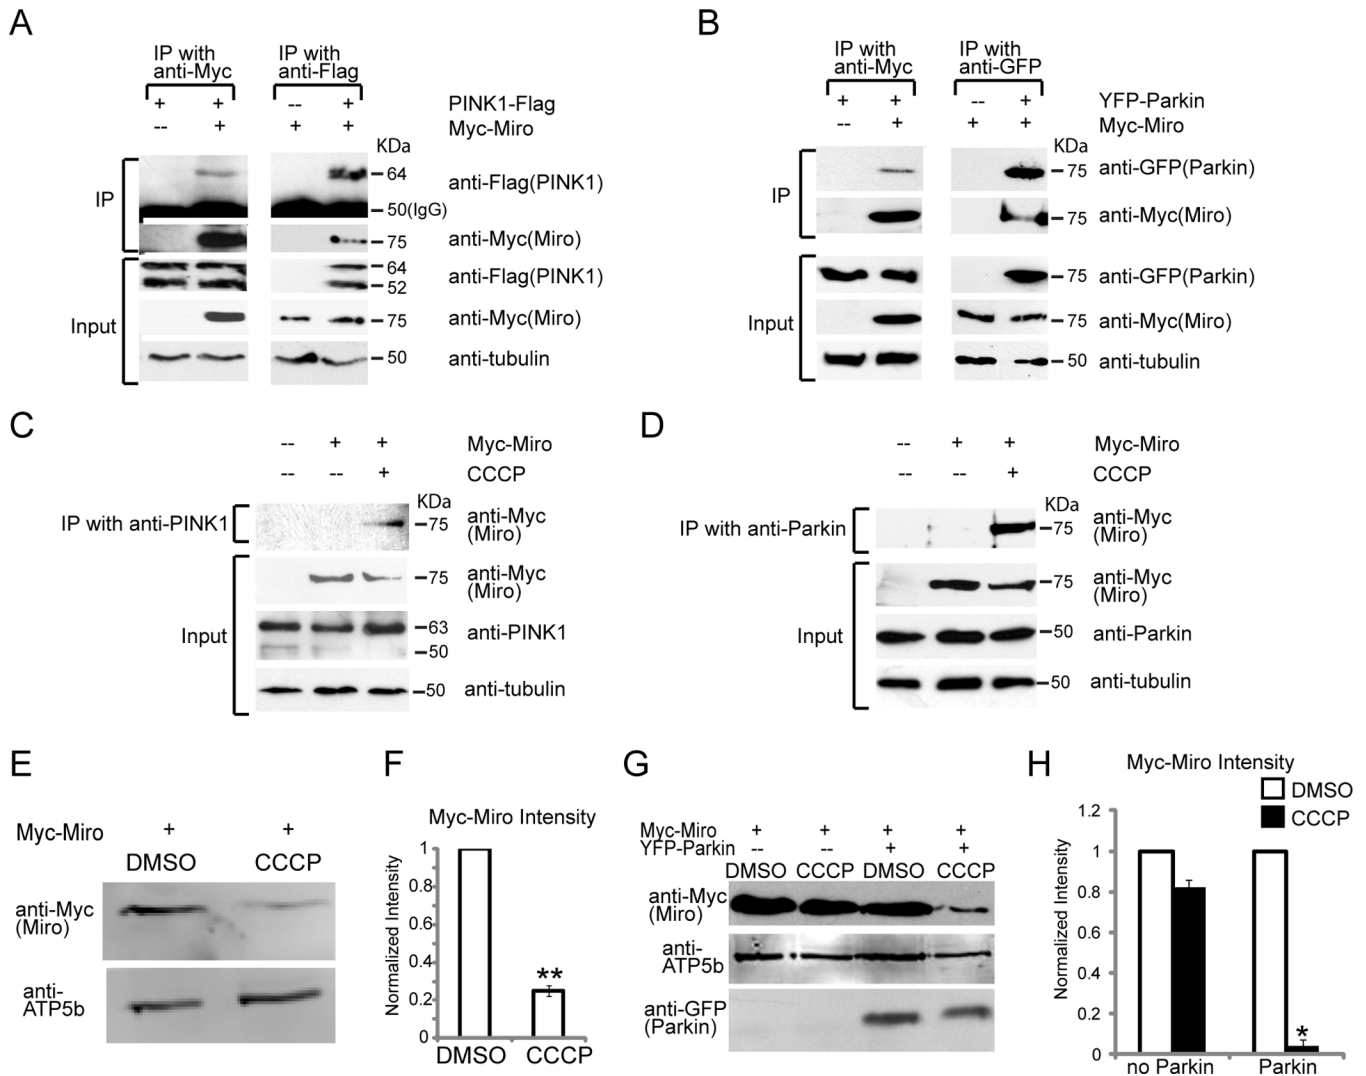 A
IP with anti-Myc
IP with anti-Flag
+ + -- + PINK1-Flag
-- + + + Myc-Miro
KDa
IP
64 anti-Flag(PINK1)
50(IgG)
75 anti-Myc(Miro)
Input
64 anti-Flag(PINK1)
52
75 anti-Myc(Miro)
50 anti-tubulin
B
IP with anti-Myc
IP with anti-GFP
+ + -- + YFP-Parkin
-- + + + Myc-Miro
KDa
IP
75 anti-GFP(Parkin)
75 anti-Myc(Miro)
Input
75 anti-GFP(Parkin)
75 anti-Myc(Miro)
50 anti-tubulin
C
-- + + Myc-Miro
-- -- + CCCP
KDa
IP with anti-PINK1
75 anti-Myc
(Miro)
Input
75 anti-Myc
(Miro)
63 anti-PINK1
50
50 anti-tubulin
D
-- + + Myc-Miro
-- -- + CCCP
KDa
IP with anti-Parkin
75 anti-Myc
(Miro)
Input
75 anti-Myc
(Miro)
50 anti-Parkin
50 anti-tubulin
E
Myc-Miro + +
DMSO CCCP
anti-Myc
(Miro)
anti-
ATP5b
F
Myc-Miro Intensity
Normalized Intensity
1
0.8
0.6
0.4
0.2
0
**
DMSO CCCP
G
Myc-Miro + + + +
YFP-Parkin -- -- + +
DMSO CCCP DMSO CCCP
anti-Myc
(Miro)
anti-
ATP5b
anti-GFP
(Parkin)
H
Myc-Miro Intensity
DMSO
CCCP
Normalized Intensity
1.2
1
0.8
0.6
0.4
0.2
0
*
no Parkin Parkin